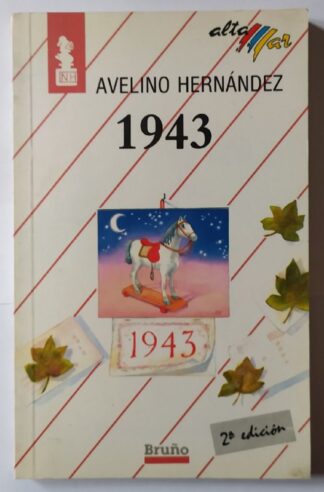 alta
mar
AVELINO HERNÁNDEZ
1943
1943
2ª edición
Bruño